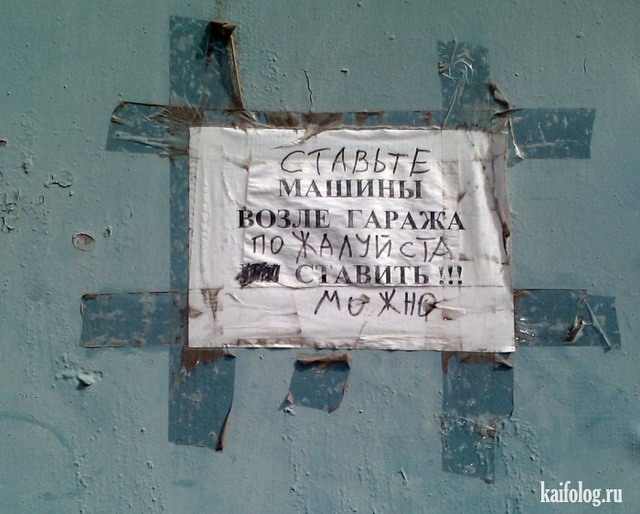 СТАВЬТЕ
МАШИНЫ
ВОЗЛЕ ГАРАЖА
ПОЖАЛУЙСТА
СТАВИТЬ!!!
МОЖНО
kaifolog.ru